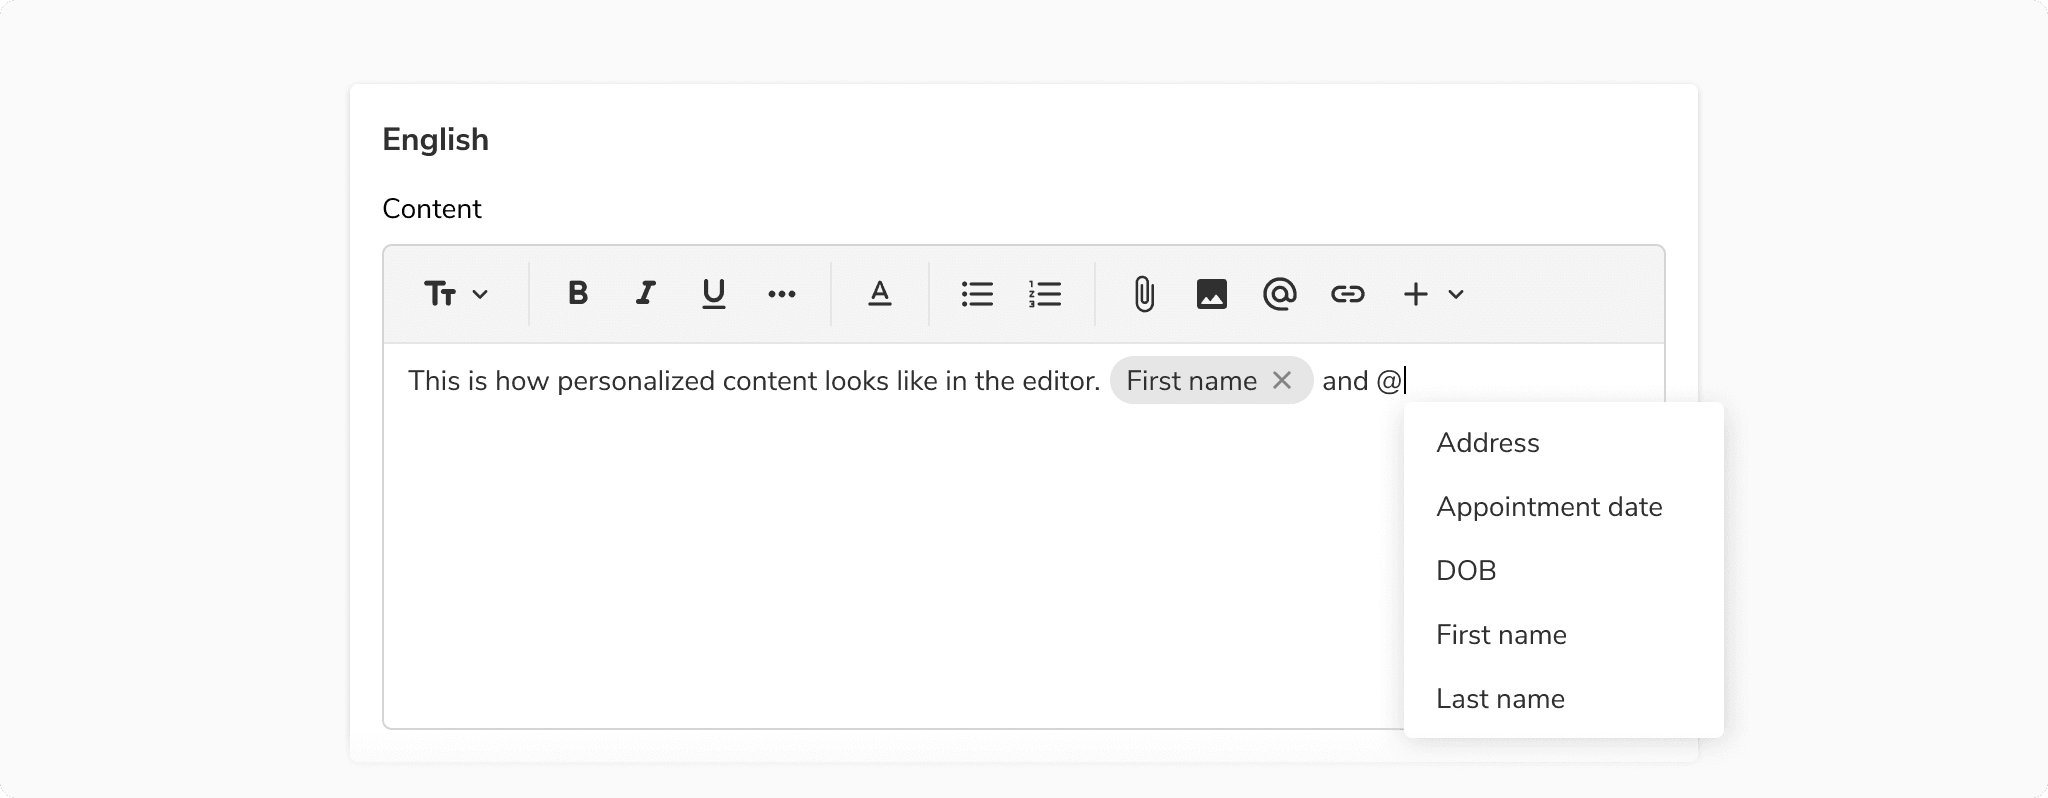 English
Content
This is how personalized content looks like in the editor. First name and @
Address
Appointment date
DOB
First name
Last name